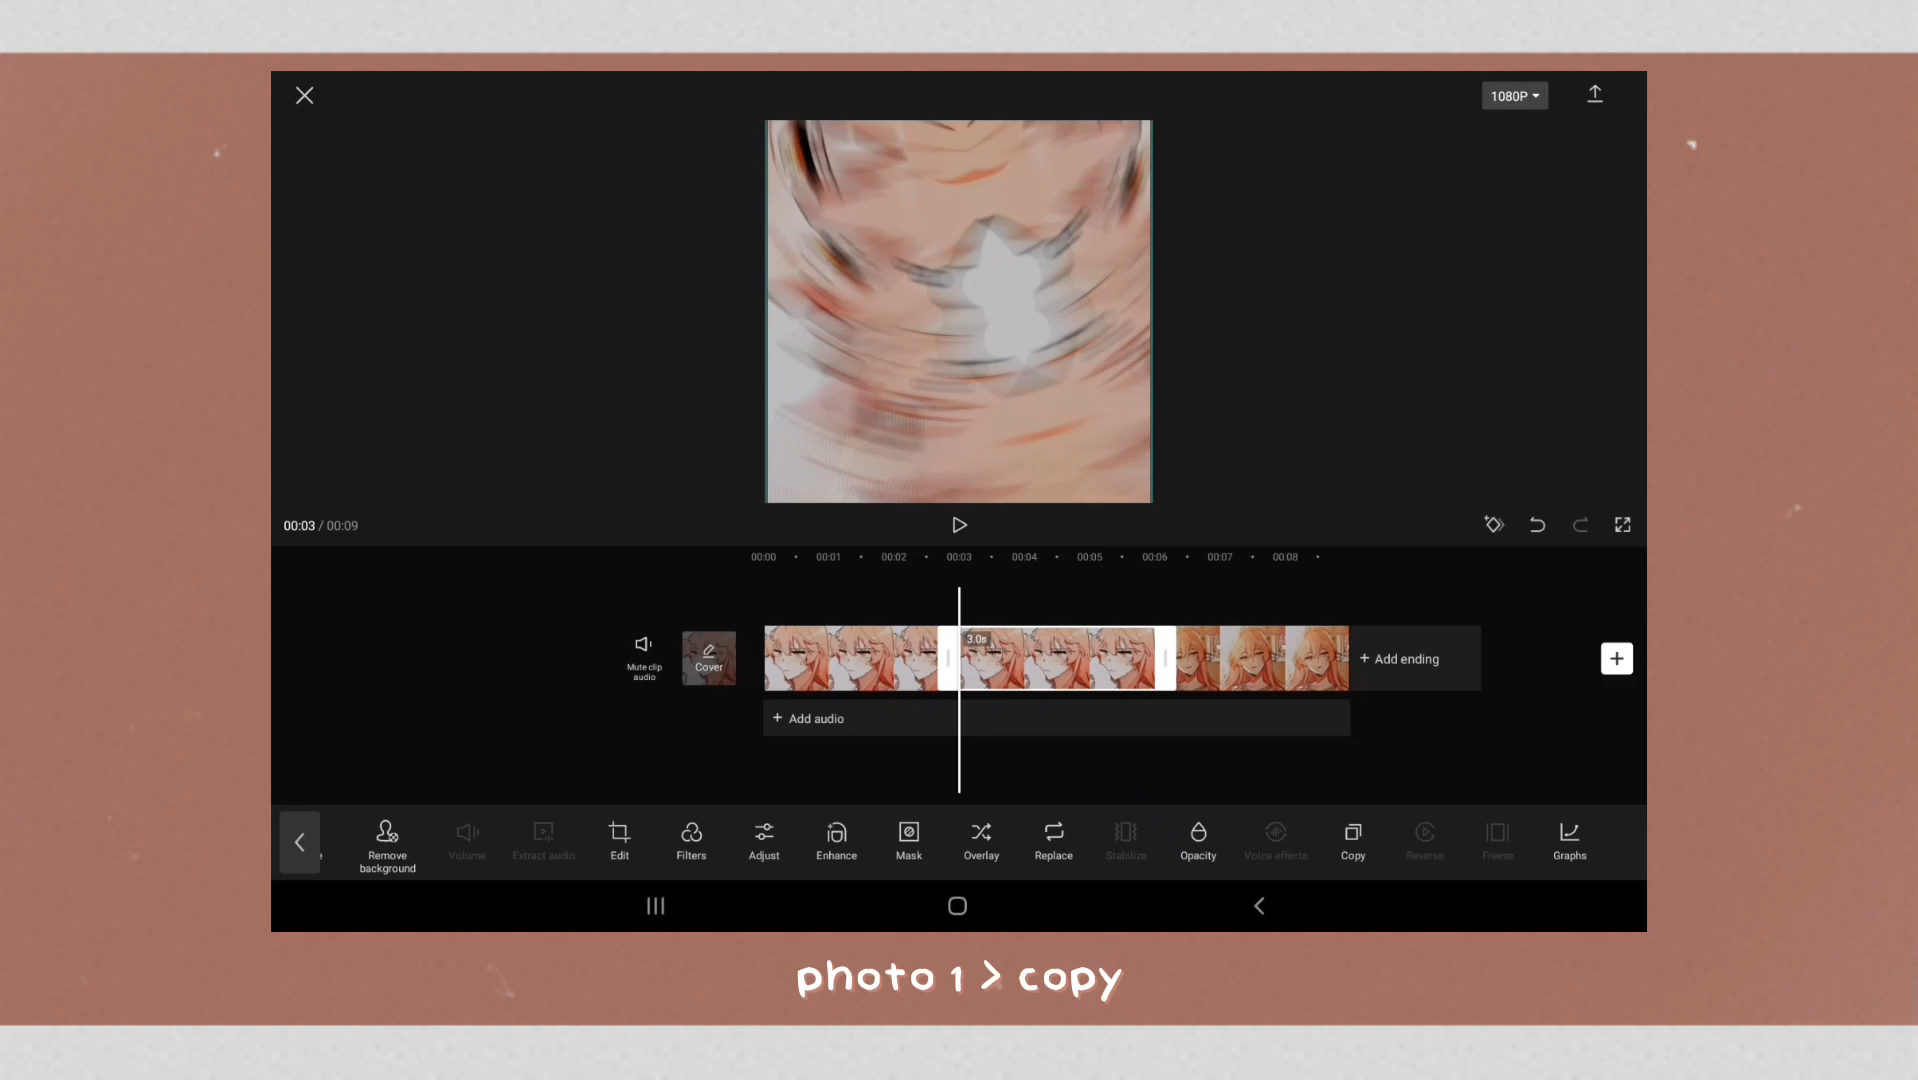 1080P
00:03 / 00:09
00:00 00:01 00:02 00:03 00:04 00:05 00:06 00:07 00:08
Mute clip
audio
Cover
3.0s
+ Add ending
+ Add audio
Remove
background
Volume
Extract audio
Edit
Filters
Adjust
Enhance
Mask
Overlay
Replace
Stabilize
Opacity
Voice effects
Copy
Reverse
Freeze
Graphs
photo 1 > copy